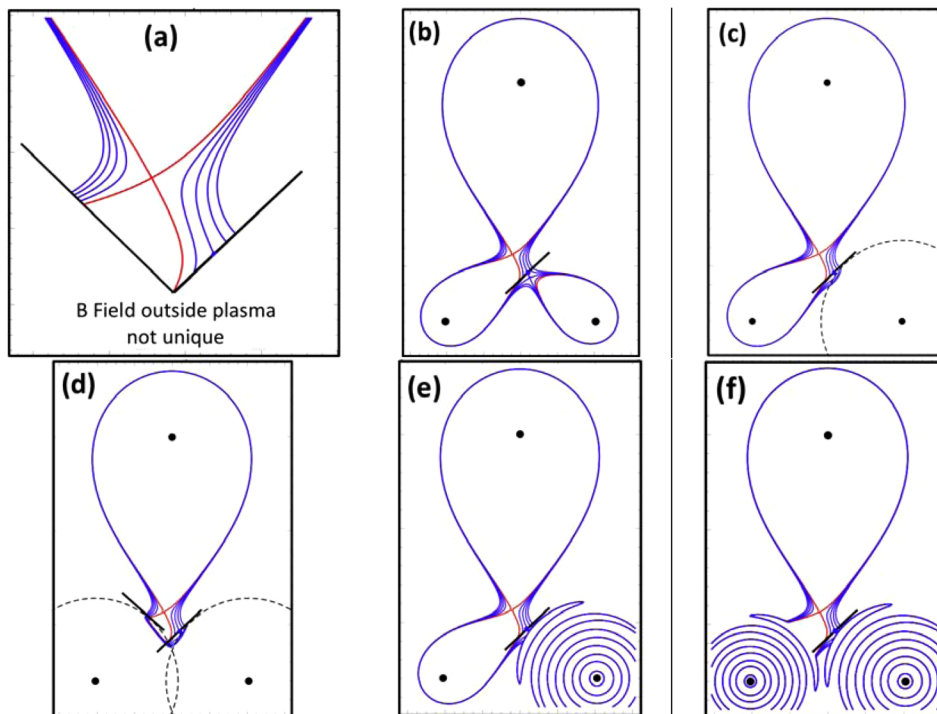 (a)
B Field outside plasma
not unique
(b)
(c)
(d)
(e)
(f)